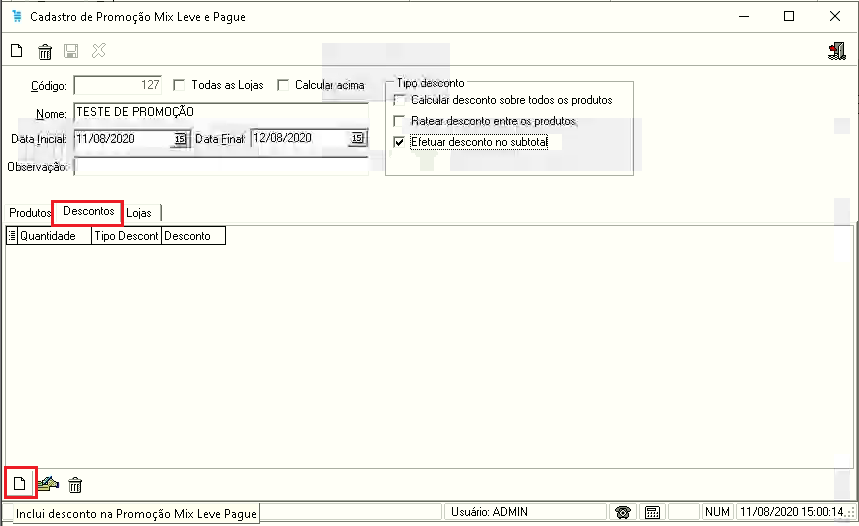 Cadastro de Promoção Mix Leve e Pague
Código: 127 Todas as Lojas Calcular acima
Nome: TESTE DE PROMOÇÃO
Data Inicial: 11/08/2020 15 Data Final: 12/08/2020 15
Observação:
Tipo desconto
Calcular desconto sobre todos os produtos
Ratear desconto entre os produtos
Efetuar desconto no subtotal
Produtos Descontos Lojas
Quantidade Tipo Descont Desconto
Inclui desconto na Promoção Mix Leve Pague
Usuário: ADMIN NUM 11/08/2020 15:00:14